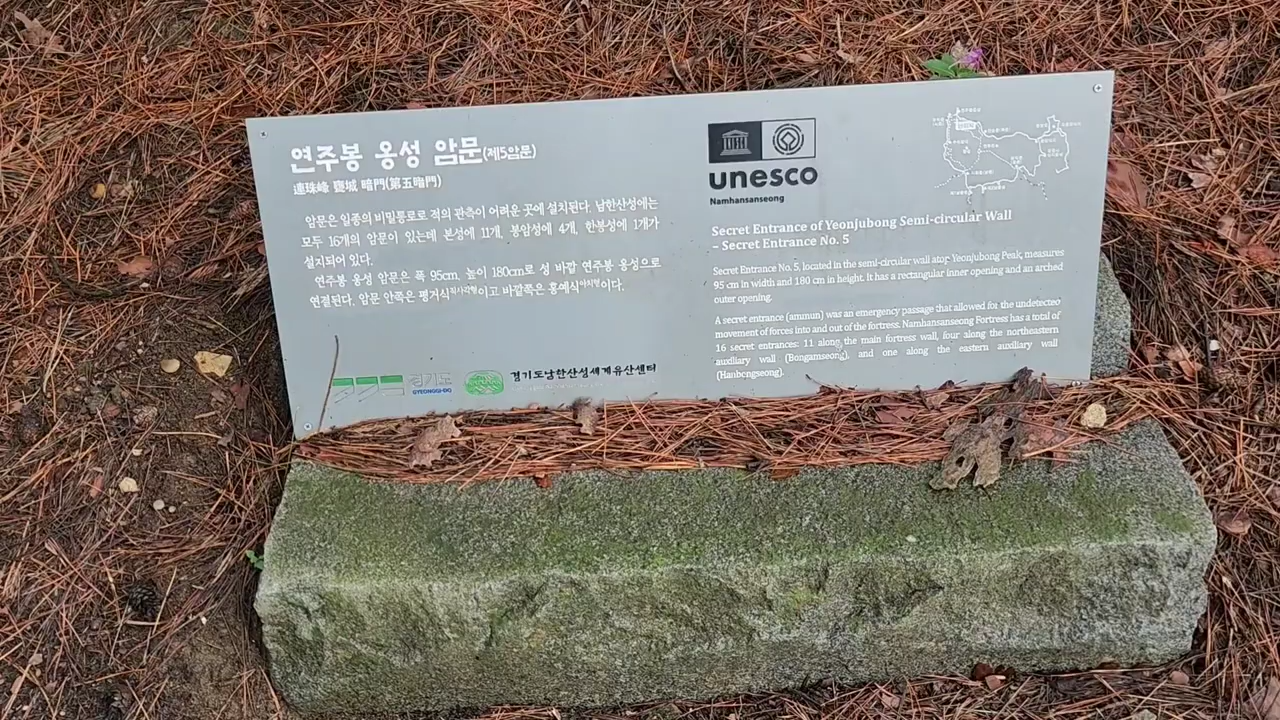 연주봉 옹성 암문(제5암문)
連珠峰 甕城 暗門(第五暗門)
암문은 일종의 비밀통로로 적의 관측이 어려운 곳에 설치된다. 남한산성에는
모두 16개의 암문이 있는데 본성에 11개, 봉암성에 4개, 한봉성에 1개가
설치되어 있다.
연주봉 옹성 암문은 폭 95cm, 높이 180cm로 성 바깥 연주봉 옹성으로
연결된다. 암문 안쪽은 평거식직사각형이고 바깥쪽은 홍예식아치형이다.
경기도
GYEONGGI-DO
경기도남한산성세계유산센터
unesco
Namhansanseong
Secret Entrance of Yeonjubong Semi-circular Wall
– Secret Entrance No. 5
Secret Entrance No. 5, located in the semi-circular wall atop Yeonjubong Peak, measures
95 cm in width and 180 cm in height. It has a rectangular inner opening and an arched
outer opening.
A secret entrance (ammun) was an emergency passage that allowed for the undetected
movement of forces into and out of the fortress. Namhansanseong Fortress has a total of
16 secret entrances: 11 along the main fortress wall, four along the northeastern
auxiliary wall (Bongamseong), and one along the eastern auxiliary wall
(Hanbongseong).